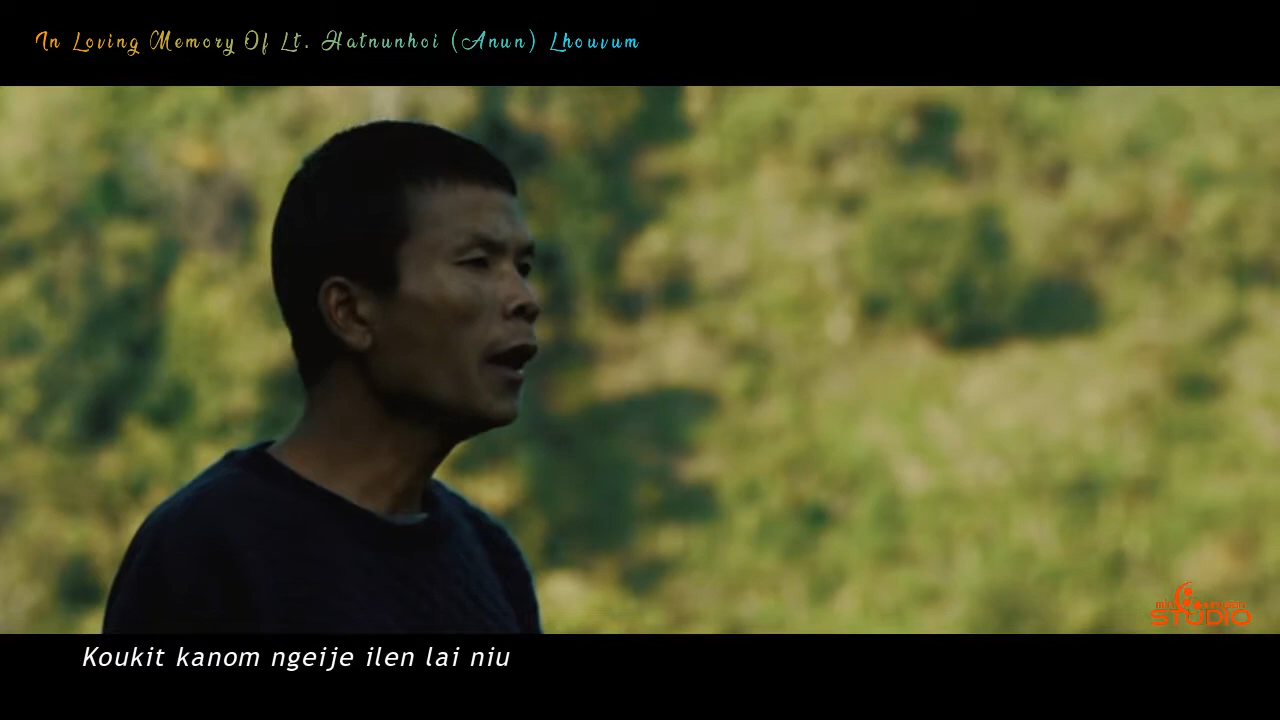 In Loving Memory Of Lt. Hatnunhoi (Anun) Lhouvum
STUDIO
Koukit kanom ngeije ilen lai niu